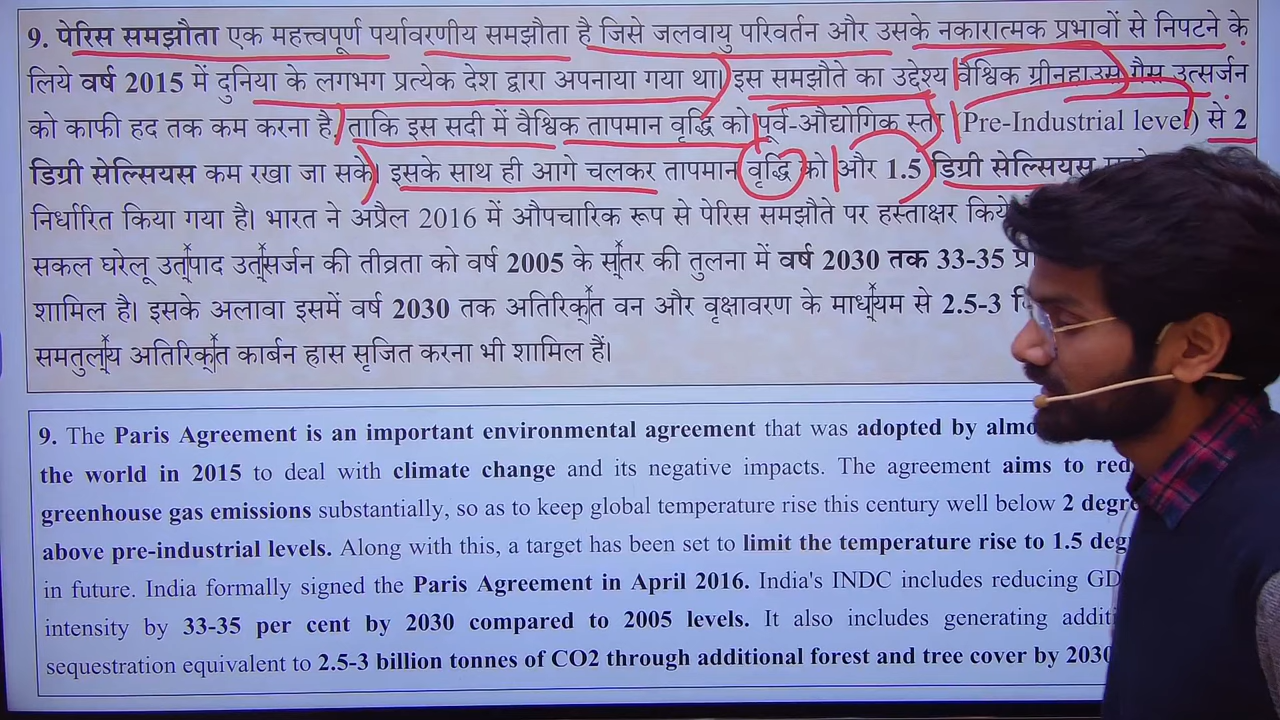 9. पेरिस समझौता एक महत्त्वपूर्ण पर्यावरणीय समझौता है जिसे जलवायु परिवर्तन और उसके नकारात्मक प्रभावों से निपटने के
लिये वर्ष 2015 में दुनिया के लगभग प्रत्येक देश द्वारा अपनाया गया था। इस समझौते का उद्देश्य वैश्विक ग्रीनहाउस गैस उत्सर्जन
को काफी हद तक कम करना है, ताकि इस सदी में वैश्विक तापमान वृद्धि को पूर्व-औद्योगिक स्तर (Pre-Industrial level) से 2
डिग्री सेल्सियस कम रखा जा सके। इसके साथ ही आगे चलकर तापमान वृद्धि को और 1.5 डिग्री सेल्सियस
निर्धारित किया गया है। भारत ने अप्रैल 2016 में औपचारिक रूप से पेरिस समझौते पर हस्ताक्षर किये
सकल घरेलू उत्पाद उत्सर्जन की तीव्रता को वर्ष 2005 के स्तर की तुलना में वर्ष 2030 तक 33-35
शामिल है। इसके अलावा इसमें वर्ष 2030 तक अतिरिक्त वन और वृक्षावरण के माध्यम से 2.5-3
समतुल्य अतिरिक्त कार्बन ह्रास सृजित करना भी शामिल हैं।
9. The Paris Agreement is an important environmental agreement that was adopted by
the world in 2015 to deal with climate change and its negative impacts. The agreement aims to
greenhouse gas emissions substantially, so as to keep global temperature rise this century well below 2
above pre-industrial levels. Along with this, a target has been set to limit the temperature rise to 1.5
in future. India formally signed the Paris Agreement in April 2016. India's INDC includes reducing
intensity by 33-35 per cent by 2030 compared to 2005 levels. It also includes generating
sequestration equivalent to 2.5-3 billion tonnes of CO2 through additional forest and tree cover by 2030